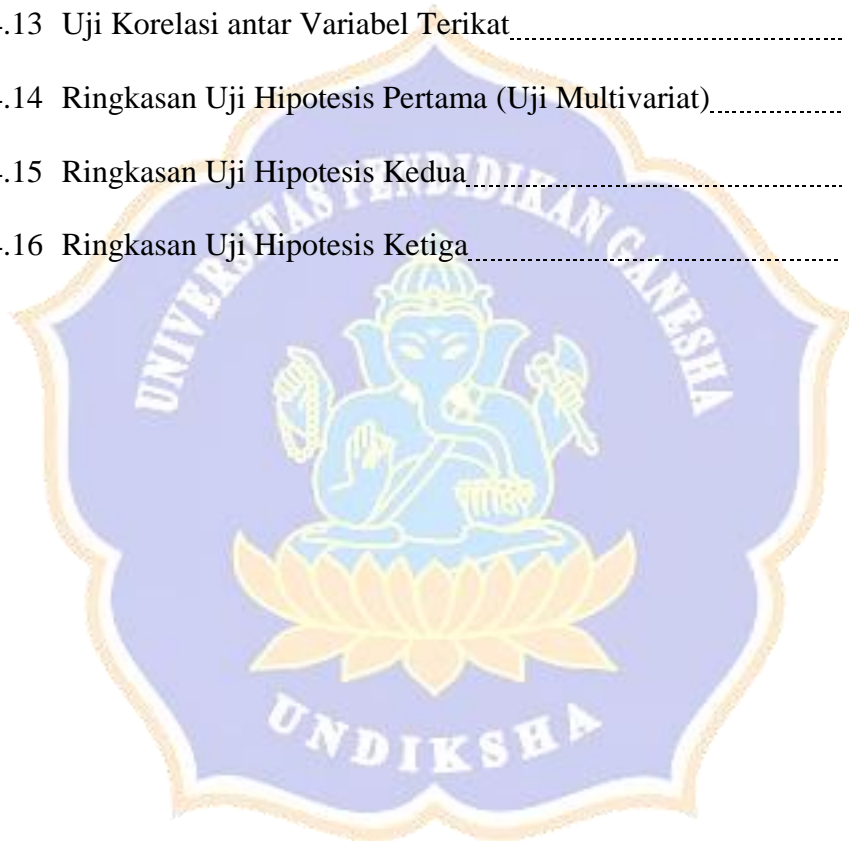 .13 Uji Korelasi antar Variabel Terikat
.14 Ringkasan Uji Hipotesis Pertama (Uji Multivariat)
.15 Ringkasan Uji Hipotesis Kedua
.16 Ringkasan Uji Hipotesis Ketiga
UNIVERSITAS PENDIDIKAN GANESHA
UNDIKSHA